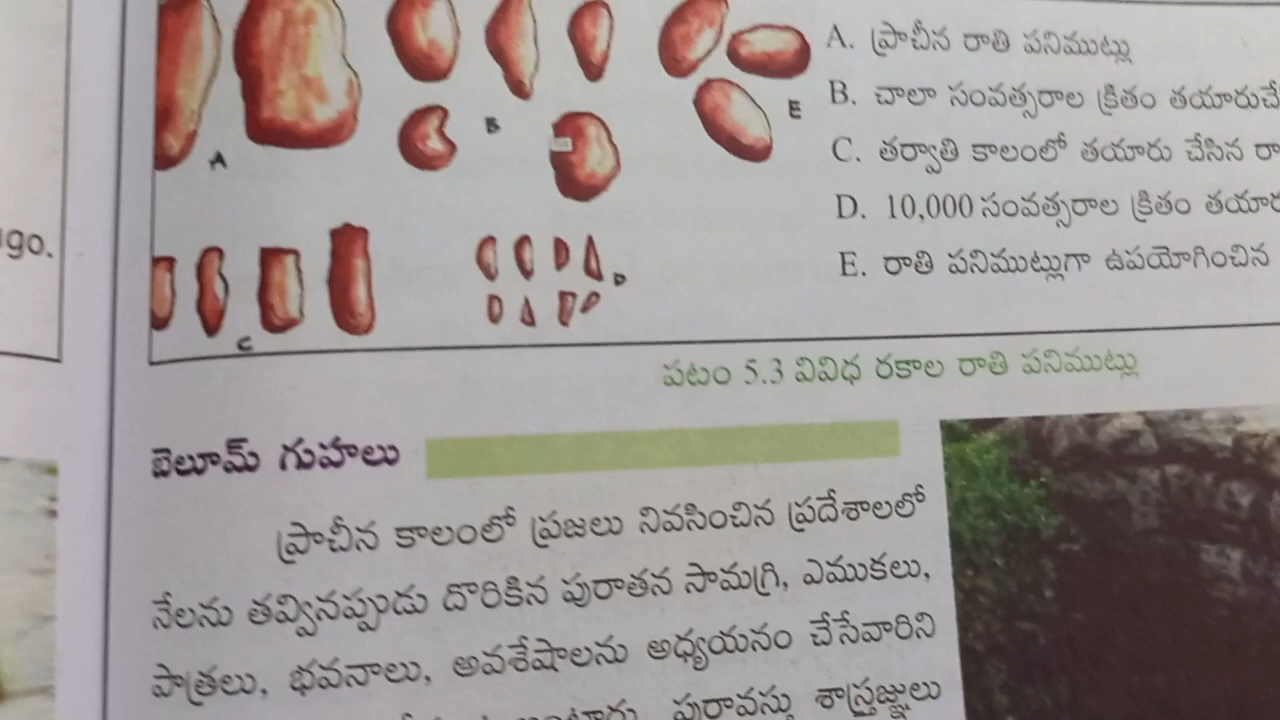 ago.
A. ప్రాచీన రాతి పనిముట్లు
B. చాలా సంవత్సరాల క్రితం తయారుచే
C. తర్వాతి కాలంలో తయారు చేసిన రా
D. 10,000 సంవత్సరాల క్రితం తయార
E. రాతి పనిముట్లుగా ఉపయోగించిన
A
B
E
C
D
పటం 5.3 వివిధ రకాల రాతి పనిముట్లు
బెలూమ్ గుహలు
ప్రాచీన కాలంలో ప్రజలు నివసించిన ప్రదేశాలలో
నేలను తవ్వినప్పుడు దొరికిన పురాతన సామగ్రి, ఎముకలు,
పాత్రలు, భవనాలు, అవశేషాలను అధ్యయనం చేసేవారిని
పురావస్తు శాస్త్రజ్ఞులు